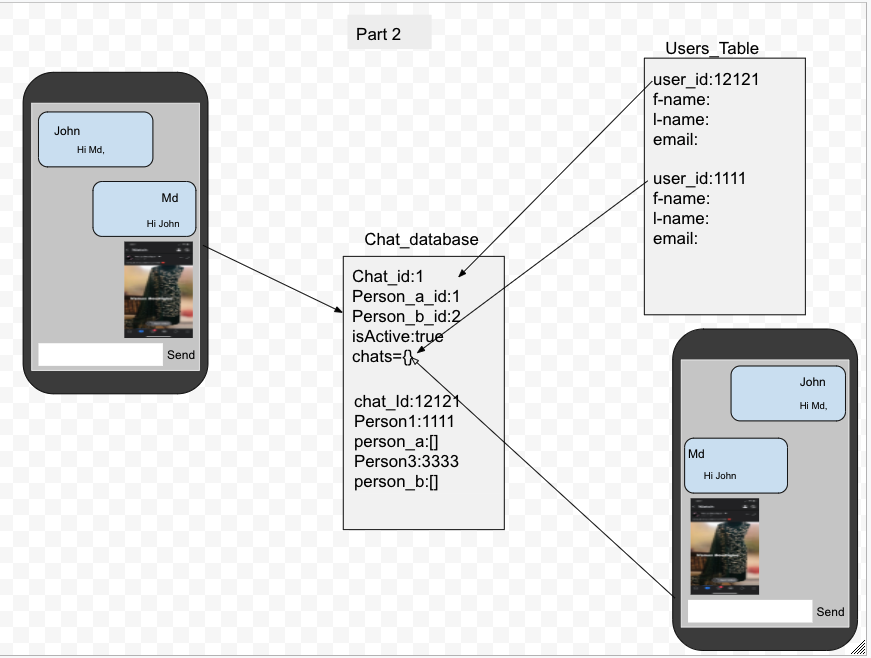 Part 2
Users_Table
user_id:12121
f-name:
l-name:
email:
user_id:1111
f-name:
l-name:
email:
John
Hi Md,
Md
Hi John
Send
Chat_database
Chat_id:1
Person_a_id:1
Person_b_id:2
isActive:true
chats={}
chat_Id:12121
Person1:1111
person_a:[]
Person3:3333
person_b:[]
John
Hi Md,
Md
Hi John
Send